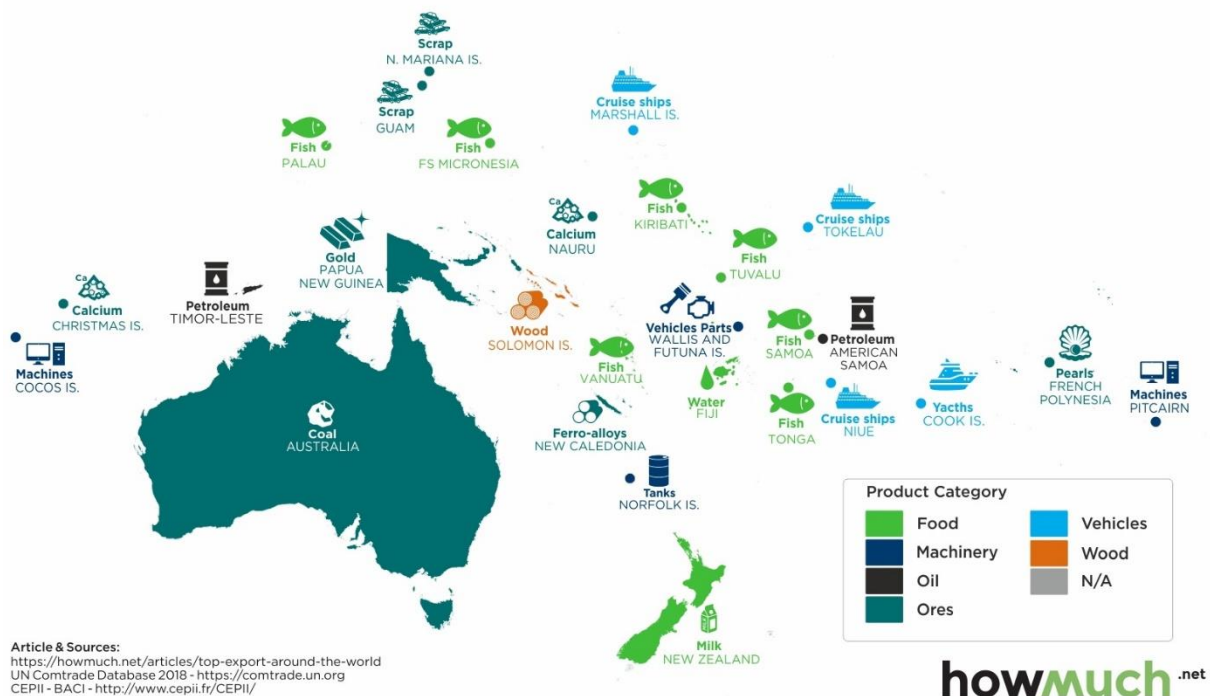 Scrap
N. MARIANA IS.
Scrap
GUAM
Cruise ships
MARSHALL IS.
Fish
PALAU
Fish
FS MICRONESIA
Ca
Calcium
NAURU
Fish
KIRIBATI
Cruise ships
TOKELAU
Fish
TUVALU
Gold
PAPUA
NEW GUINEA
Ca
Calcium
CHRISTMAS IS.
Petroleum
TIMOR-LESTE
Machines
COCOS IS.
Wood
SOLOMON IS.
Vehicles Parts
WALLIS AND
FUTUNA IS.
Fish
SAMOA
Petroleum
AMERICAN
SAMOA
Fish
VANUATU
Water
FIJI
Fish
TONGA
Cruise ships
NIUE
Yacths
COOK IS.
Pearls
FRENCH
POLYNESIA
Machines
PITCAIRN
Coal
AUSTRALIA
Ferro-alloys
NEW CALEDONIA
Tanks
NORFOLK IS.
Milk
NEW ZEALAND
Product Category
Food
Machinery
Oil
Ores
Vehicles
Wood
N/A
Article & Sources:
https://howmuch.net/articles/top-export-around-the-world
UN Comtrade Database 2018 - https://comtrade.un.org
CEPII - BACI - http://www.cepii.fr/CEPII/
howmuch.net